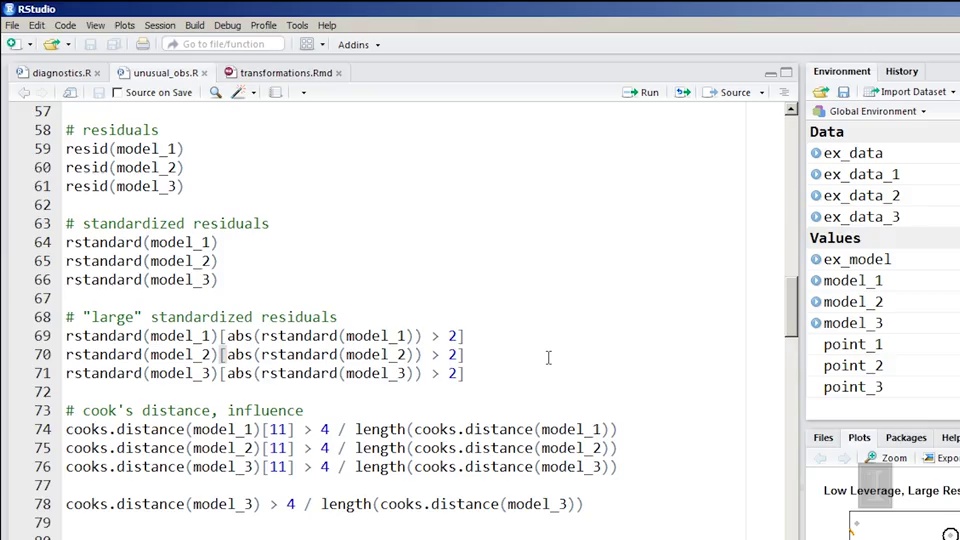 RStudio
File Edit Code View Plots Session Build Debug Profile Tools Help
Go to file/function Addins
diagnostics.R unusual_obs.R transformations.Rmd
Source on Save Run Source
57
58 # residuals
59 resid(model_1)
60 resid(model_2)
61 resid(model_3)
62
63 # standardized residuals
64 rstandard(model_1)
65 rstandard(model_2)
66 rstandard(model_3)
67
68 # "large" standardized residuals
69 rstandard(model_1)[abs(rstandard(model_1)) > 2]
70 rstandard(model_2)[abs(rstandard(model_2)) > 2]
71 rstandard(model_3)[abs(rstandard(model_3)) > 2]
72
73 # cook's distance, influence
74 cooks.distance(model_1)[11] > 4 / length(cooks.distance(model_1))
75 cooks.distance(model_2)[11] > 4 / length(cooks.distance(model_2))
76 cooks.distance(model_3)[11] > 4 / length(cooks.distance(model_3))
77
78 cooks.distance(model_3) > 4 / length(cooks.distance(model_3))
79
Environment History
Import Dataset
Global Environment
Data
ex_data
ex_data_1
ex_data_2
ex_data_3
Values
ex_model
model_1
model_2
model_3
point_1
point_2
point_3
Files Plots Packages Help
Zoom Expor
Low Leverage, Large Res